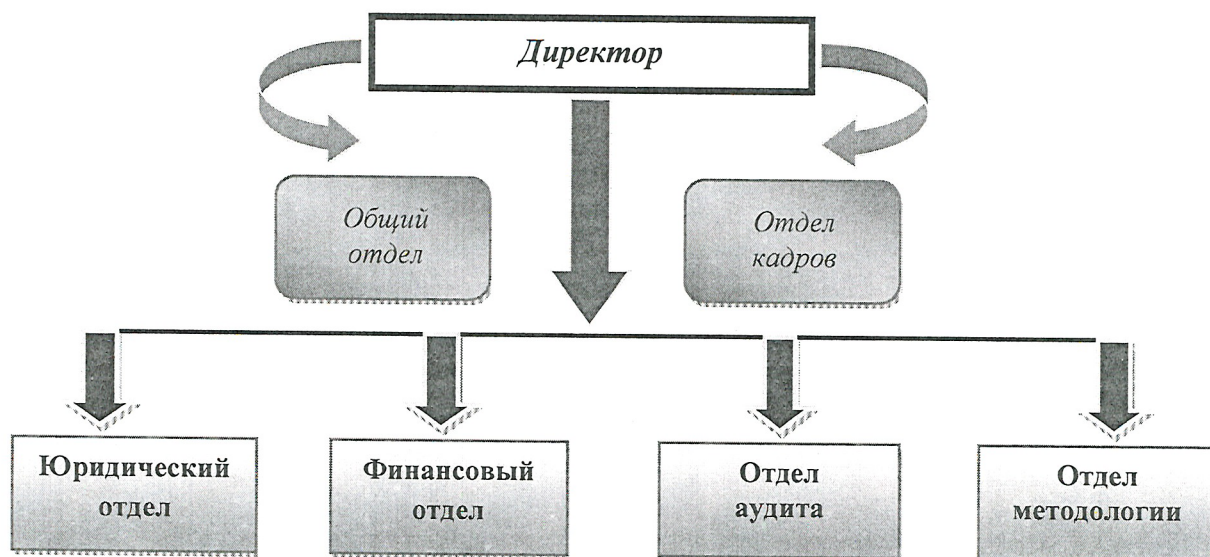 Директор
Общий
отдел
Отдел
кадров
Юридический
отдел
Финансовый
отдел
Отдел
аудита
Отдел
методологии